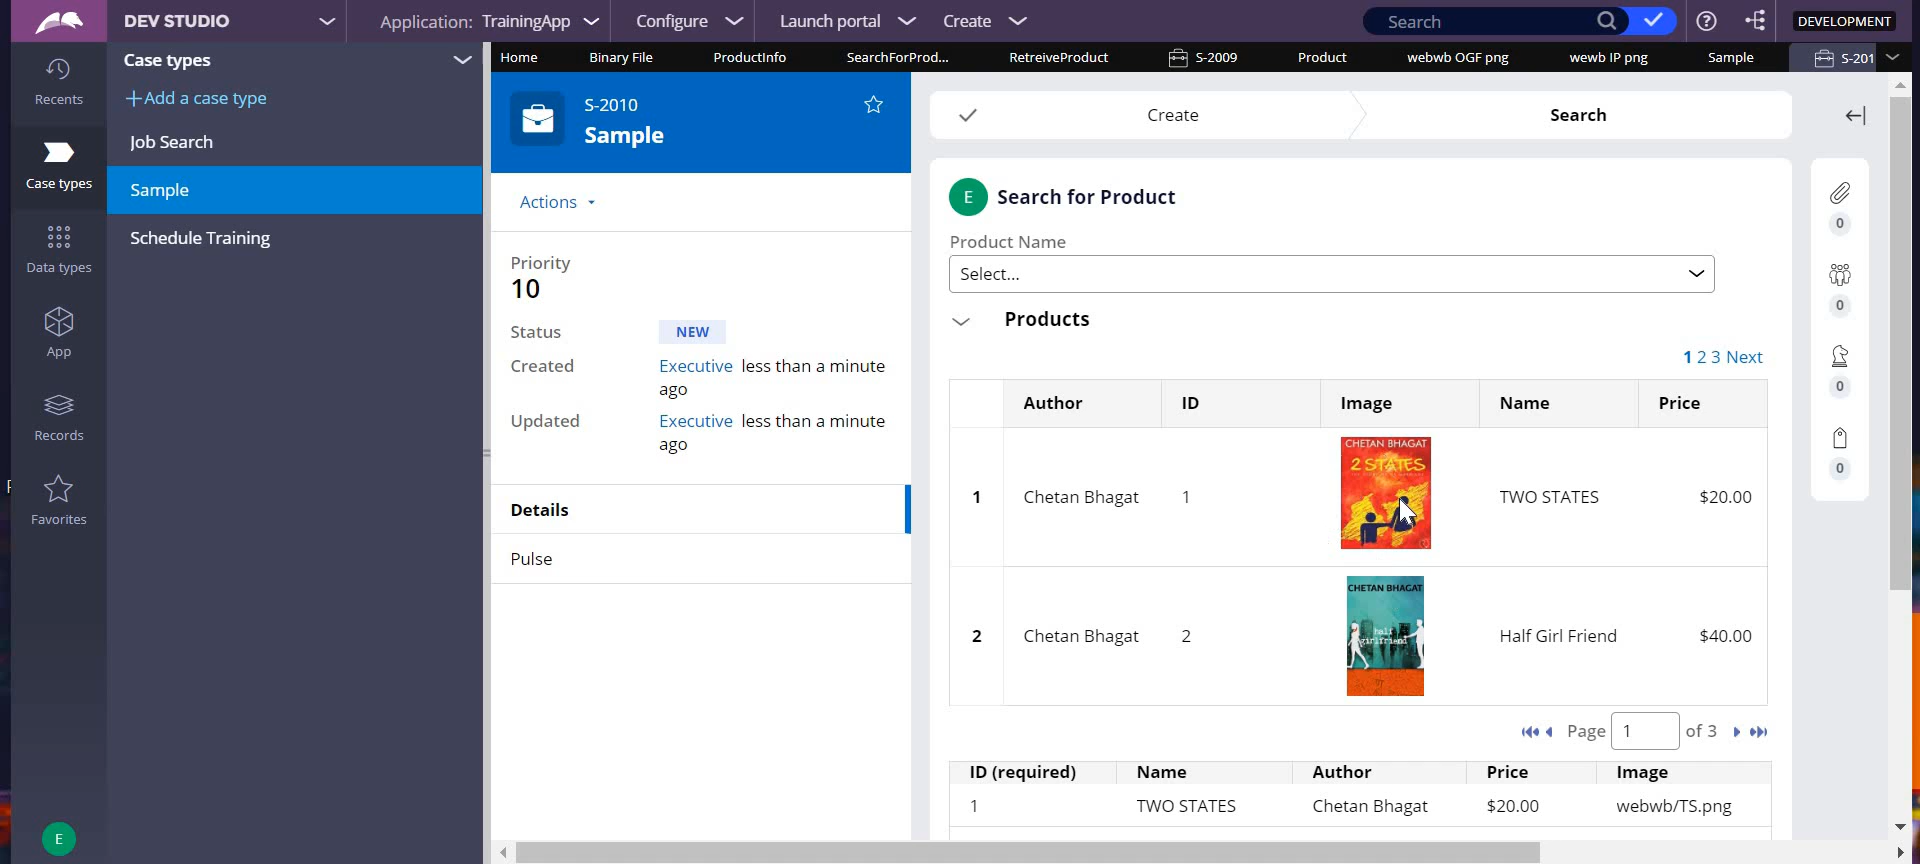 DEV STUDIO
Application: TrainingApp
Configure
Launch portal
Create
Search
DEVELOPMENT
Recents
Case types
Data types
App
Records
Favorites
E
Case types
+Add a case type
Job Search
Sample
Schedule Training
Home
Binary File
ProductInfo
SearchForProd...
RetreiveProduct
S-2009
Product
webwb OGF png
wewb IP png
Sample
S-201
S-2010
Sample
Actions
Priority
10
Status NEW
Created Executive less than a minute
ago
Updated Executive less than a minute
ago
Details
Pulse
Create
Search
E Search for Product
Product Name
Select...
Products
1 2 3 Next
Author ID Image Name Price
CHETAN BHAGAT
2 STATES
1 Chetan Bhagat 1 TWO STATES $20.00
CHETAN BHAGAT
half
girlfriend
2 Chetan Bhagat 2 Half Girl Friend $40.00
Page 1 of 3
ID (required) Name Author Price Image
1 TWO STATES Chetan Bhagat $20.00 webwb/TS.png
0
0
0
0